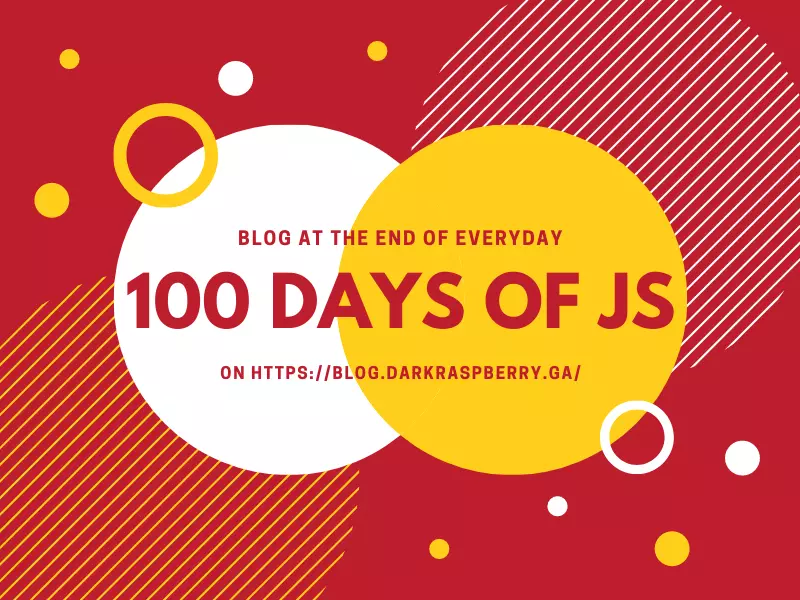 BLOG AT THE END OF EVERYDAY
100 DAYS OF JS
ON HTTPS://BLOG.DARKRASPBERRY.GA/